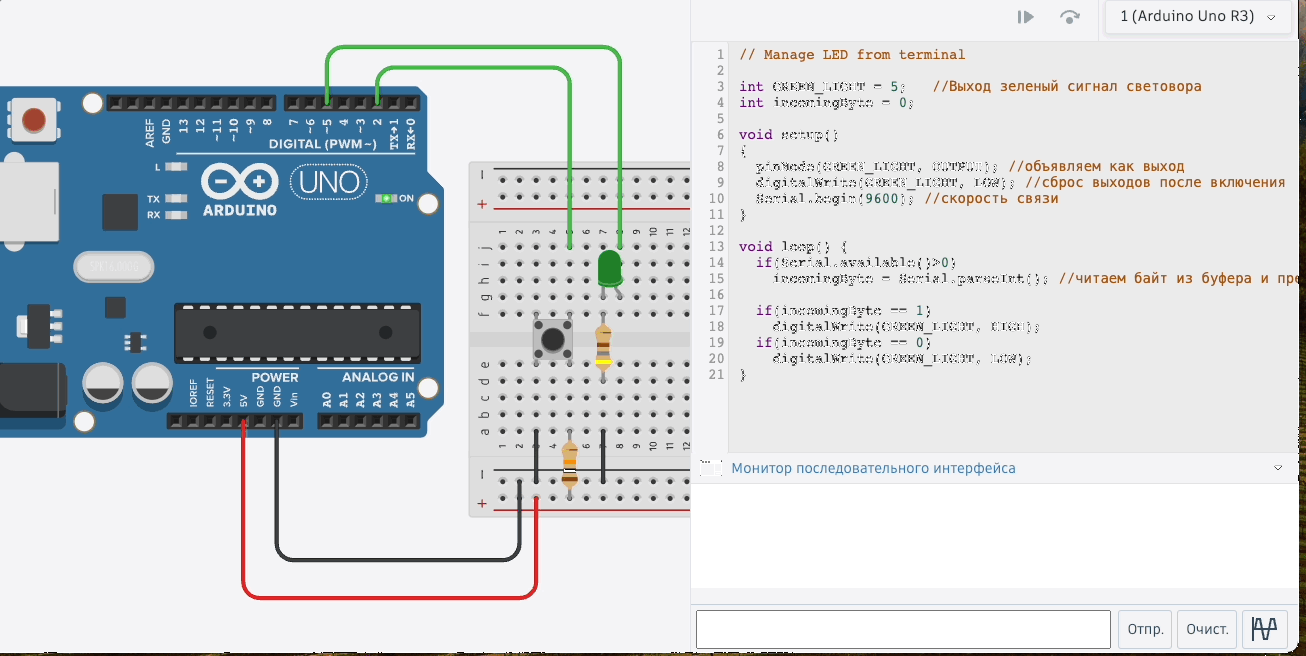 1 (Arduino Uno R3)
AREF
GND
13
12
~11
~10
~9
8
7
~6
~5
4
~3
2
TX→1
RX←0
DIGITAL (PWM~)
L
TX
RX
UNO
ON
ARDUINO
IOREF
RESET
3.3V
5V
GND
GND
Vin
POWER
ANALOG IN
A0
A1
A2
A3
A4
A5
1 2 3 4 5 6 7 8 9 10 11 12
j
i
h
g
f
e
d
c
b
a
1 2 3 4 5 6 7 8 9 10 11 12
1 // Manage LED from terminal
2
3 int GREEN_LIGHT = 5; //Выход зеленый сигнал световора
4 int incomingByte = 0;
5
6 void setup()
7 {
8 pinMode(GREEN_LIGHT, OUTPUT); //объявляем как выход
9 digitalWrite(GREEN_LIGHT, LOW); //сброс выходов после включения
10 Serial.begin(9600); //скорость связи
11 }
12
13 void loop() {
14 if(Serial.available()>0)
15 incomingByte = Serial.parseInt(); //читаем байт из буфера и пре
16
17 if(incomingByte == 1)
18 digitalWrite(GREEN_LIGHT, HIGH);
19 if(incomingByte == 0)
20 digitalWrite(GREEN_LIGHT, LOW);
21 }
Монитор последовательного интерфейса
Отпр.
Очист.